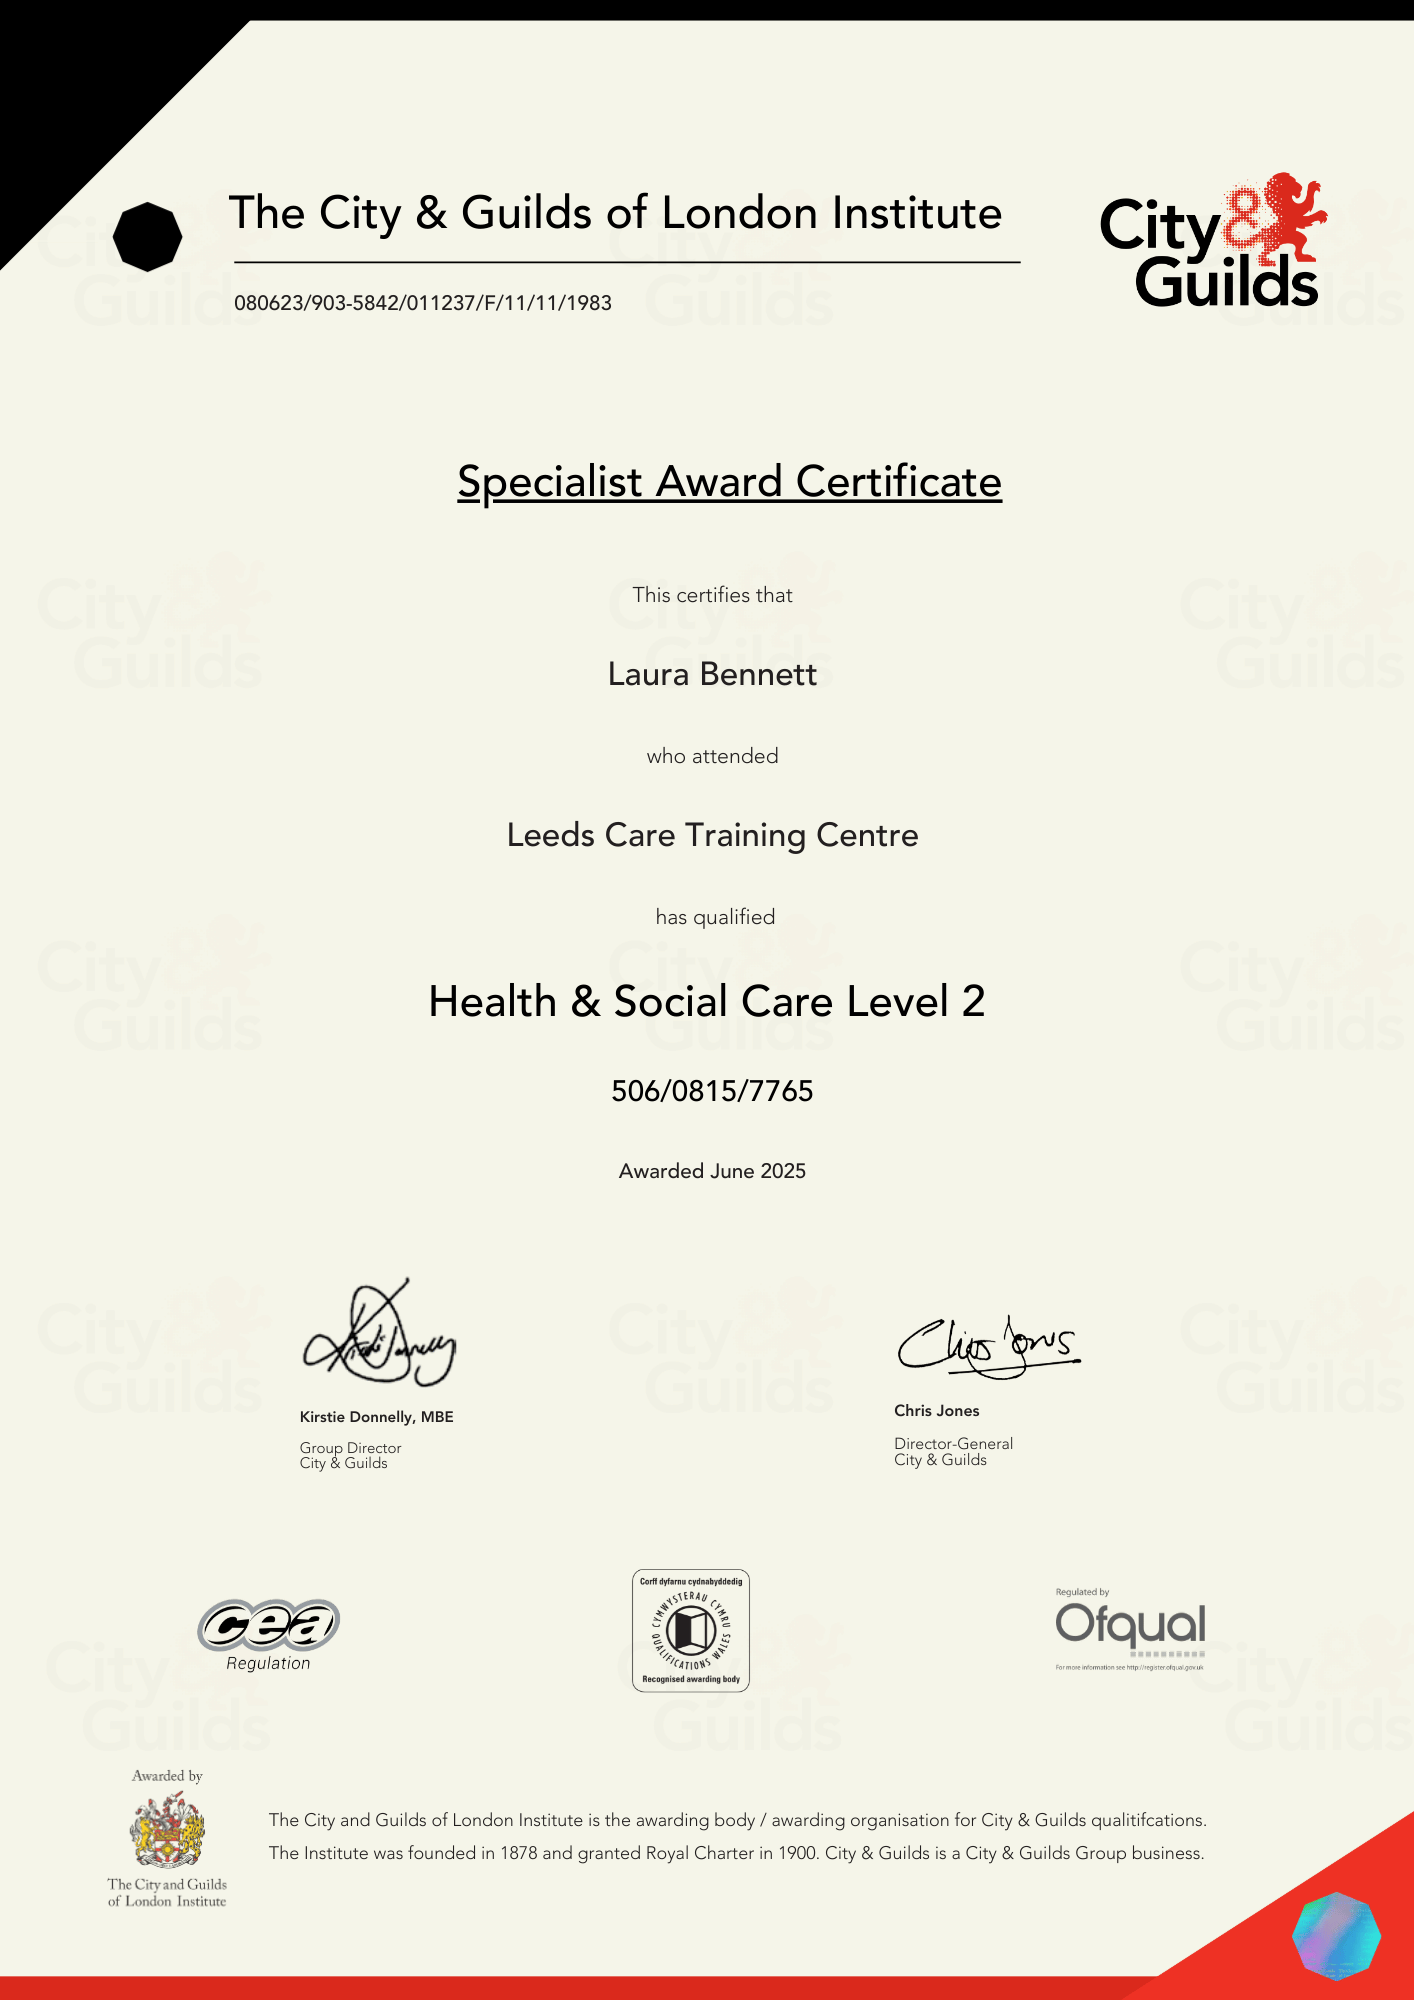 The City & Guilds of London Institute
City&
Guilds
080623/903-5842/011237/F/11/11/1983
Specialist Award Certificate
This certifies that
Laura Bennett
who attended
Leeds Care Training Centre
has qualified
Health & Social Care Level 2
506/0815/7765
Awarded June 2025
Kirstie Donnelly
Chris Jones
Kirstie Donnelly, MBE
Chris Jones
Group Director
City & Guilds
Director-General
City & Guilds
cea
Regulation
Corff dyfarnu cydnabyddedig
CYMWYSTERAU CYMRU
QUALIFICATIONS WALES
Recognised awarding body
Regulated by
Ofqual
For more information see http://register.ofqual.gov.uk
Awarded by
The City and Guilds
of London Institute
The City and Guilds of London Institute is the awarding body / awarding organisation for City & Guilds qualitifcations.
The Institute was founded in 1878 and granted Royal Charter in 1900. City & Guilds is a City & Guilds Group business.